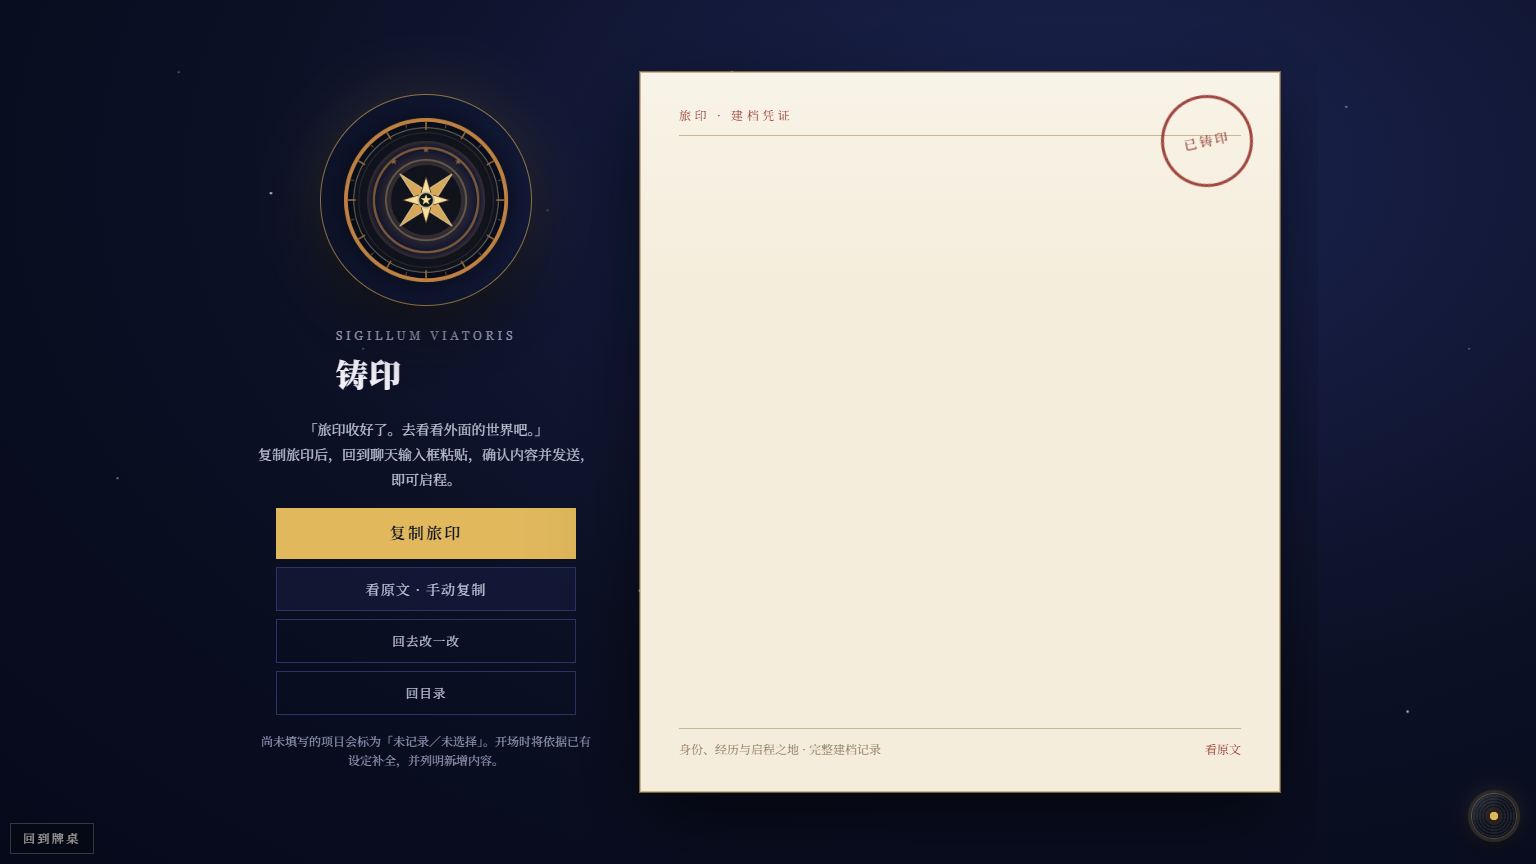 SIGILLUM VIATORIS
铸印
「旅印收好了。去看看外面的世界吧。」
复制旅印后，回到聊天输入框粘贴，确认内容并发送，
即可启程。
复制旅印
看原文 · 手动复制
回去改一改
回目录
尚未填写的项目会标为「未记录／未选择」。开场时将依据已有
设定补全，并列明新增内容。
回到牌桌
旅印 · 建档凭证
已铸印
身份、经历与启程之地 · 完整建档记录
看原文